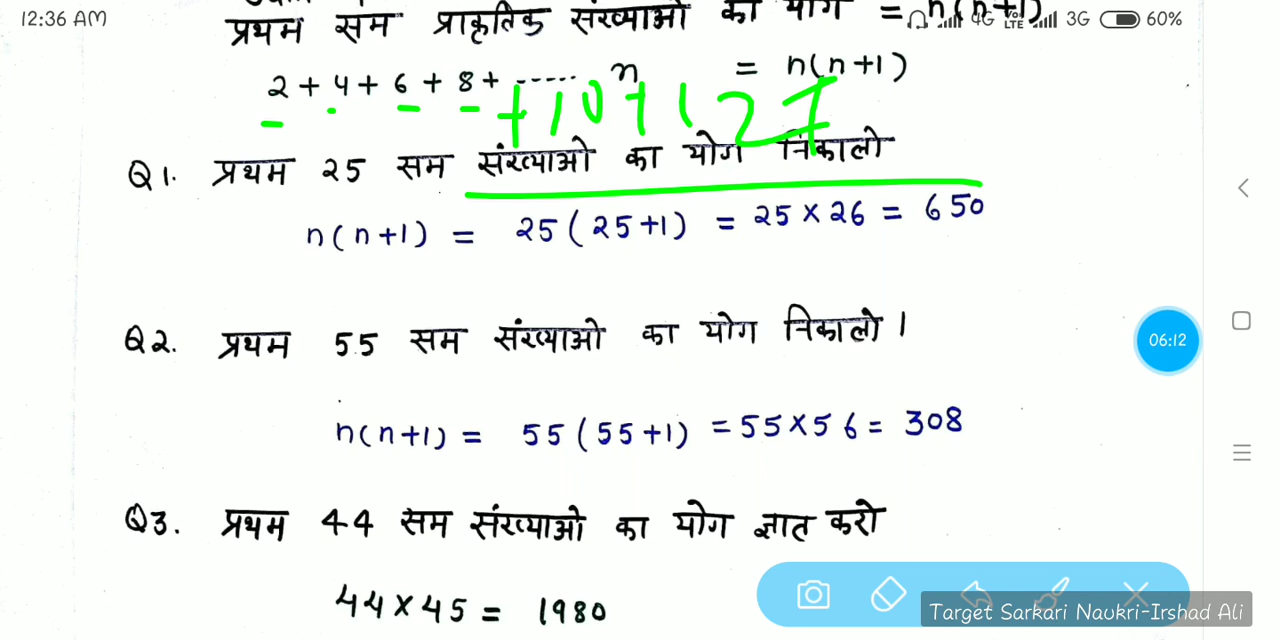 12:36 AM 4G VoLTE 3G 60%
प्रथम सम प्राकृतिक संख्याओ का योग = n(n+1)
2 + 4 + 6 + 8 + ...... n = n(n+1)
+10+12+
Q1. प्रथम 25 सम संख्याओ का योग निकालो
n(n+1) = 25(25+1) = 25×26 = 650
06:12
Q2. प्रथम 55 सम संख्याओ का योग निकालो।
n(n+1) = 55(55+1) = 55×56 = 308
Q3. प्रथम 44 सम संख्याओ का योग ज्ञात करो
44×45 = 1980
Target Sarkari Naukri-Irshad Ali